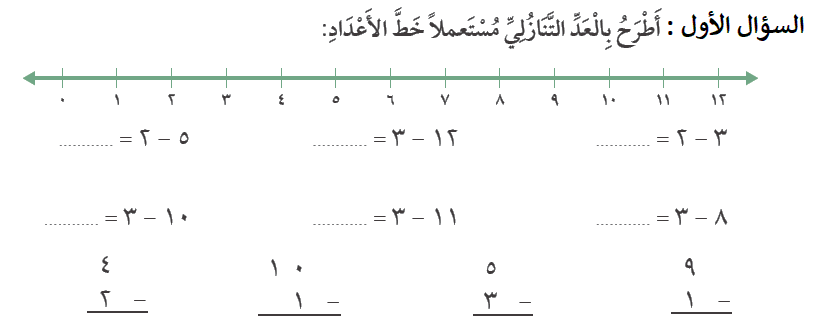 السؤال الأول : أَطْرَحُ بِالْعَدِّ التَّنَازُلِيِّ مُسْتَعملاً خَطَّ الأَعْدَادِ:
٠ ١ ٢ ٣ ٤ ٥ ٦ ٧ ٨ ٩ ١٠ ١١ ١٢
٣ − ٢ = ............ ١٢ − ٣ = ............ ٥ − ٢ = ............
٨ − ٣ = ............ ١١ − ٣ = ............ ١٠ − ٣ = ............
٩ ٥ ١٠ ٤
− ١ − ٣ − ١ − ٢